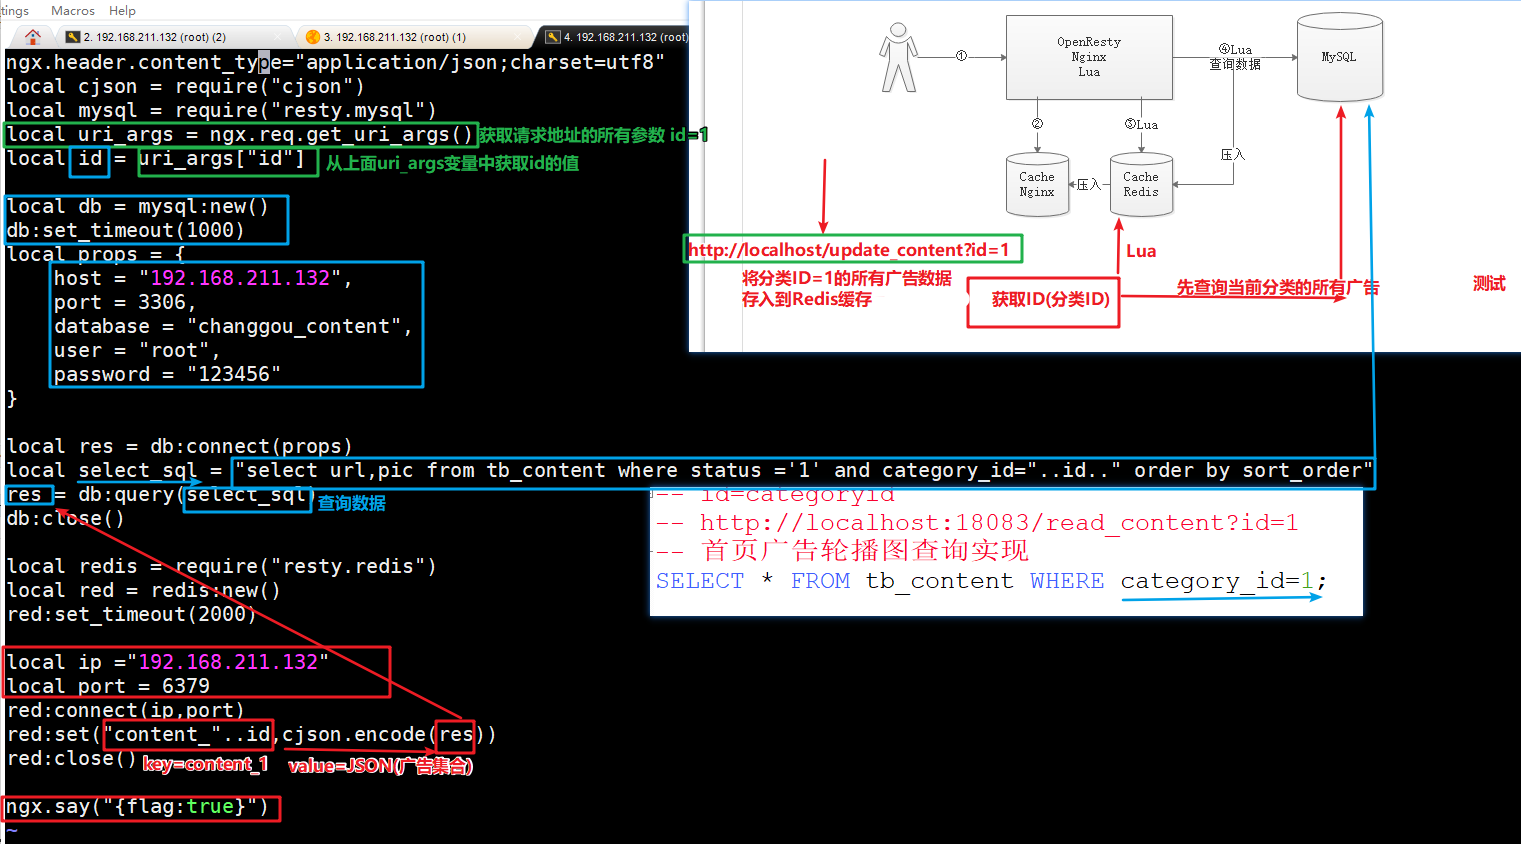 tings Macros Help
2. 192.168.211.132 (root) (2)
3. 192.168.211.132 (root) (1)
4. 192.168.211.132 (root)
ngx.header.content_type="application/json;charset=utf8"
local cjson = require("cjson")
local mysql = require("resty.mysql")
local uri_args = ngx.req.get_uri_args() 获取请求地址的所有参数 id=1
local id = uri_args["id"] 从上面uri_args变量中获取id的值
local db = mysql:new()
db:set_timeout(1000)
local props = {
host = "192.168.211.132",
port = 3306,
database = "changgou_content",
user = "root",
password = "123456"
}
local res = db:connect(props)
local select_sql = "select url,pic from tb_content where status ='1' and category_id="..id.." order by sort_order"
res = db:query(select_sql) 查询数据
db:close()
local redis = require("resty.redis")
local red = redis:new()
red:set_timeout(2000)
local ip ="192.168.211.132"
local port = 6379
red:connect(ip,port)
red:set("content_"..id,cjson.encode(res))
red:close() key=content_1 value=JSON(广告集合)
ngx.say("{flag:true}")
~
①
OpenResty
Nginx
Lua
④Lua
查询数据
MySQL
②
③Lua
压入
Cache
Nginx
压入
Cache
Redis
http://localhost/update_content?id=1
Lua
将分类ID=1的所有广告数据
存入到Redis缓存
获取ID(分类ID)
先查询当前分类的所有广告
测试
-- id=categoryid
-- http://localhost:18083/read_content?id=1
-- 首页广告轮播图查询实现
SELECT * FROM tb_content WHERE category_id=1;